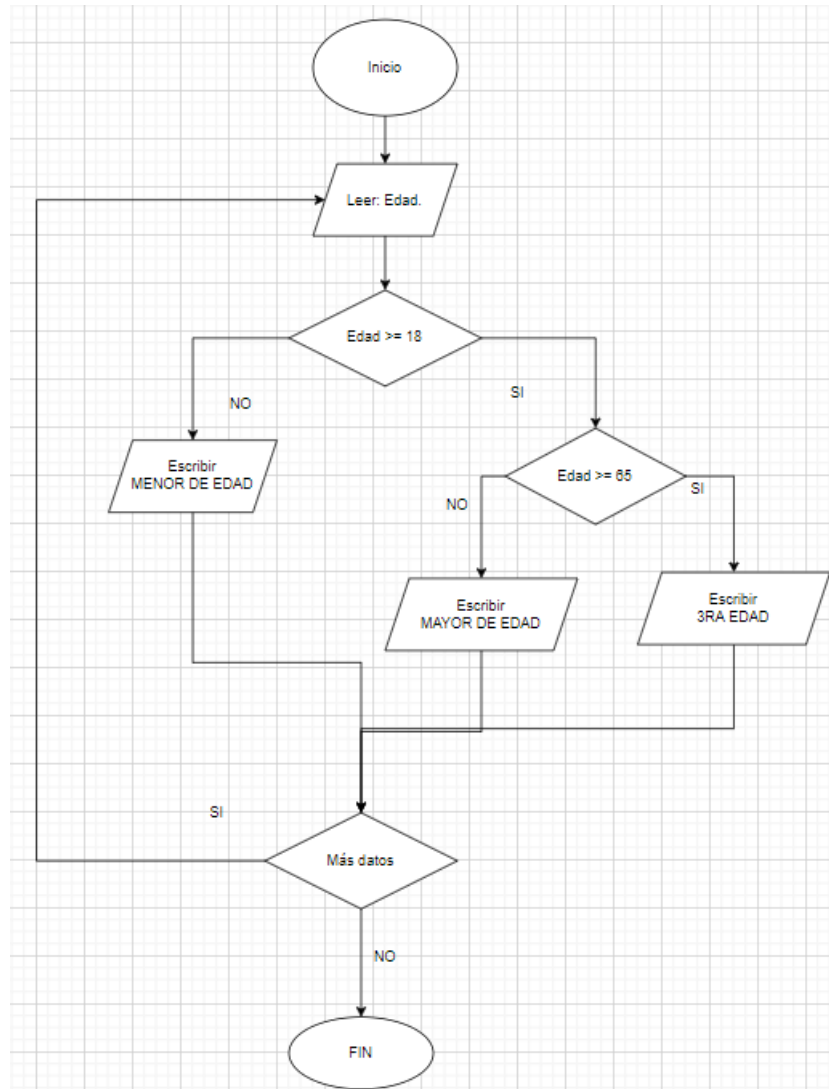 Inicio
Leer: Edad.
Edad >= 18
NO
SI
Escribir
MENOR DE EDAD
Edad >= 65
NO
SI
Escribir
MAYOR DE EDAD
Escribir
3RA EDAD
SI
Más datos
NO
FIN